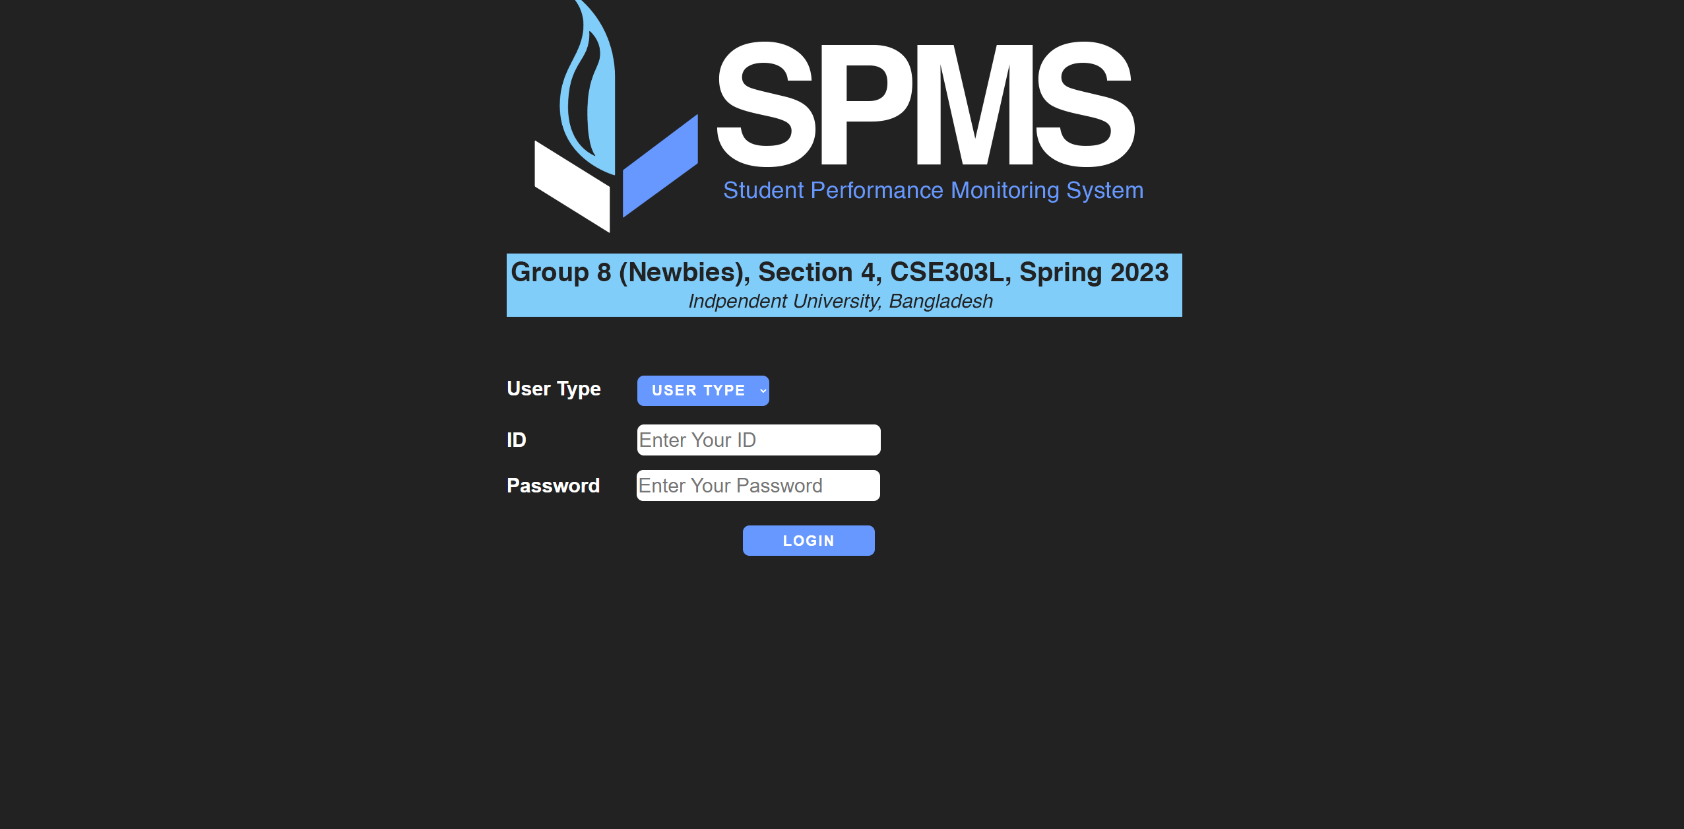 SPMS
Student Performance Monitoring System
Group 8 (Newbies), Section 4, CSE303L, Spring 2023
Indpendent University, Bangladesh
User Type USER TYPE
ID Enter Your ID
Password Enter Your Password
LOGIN